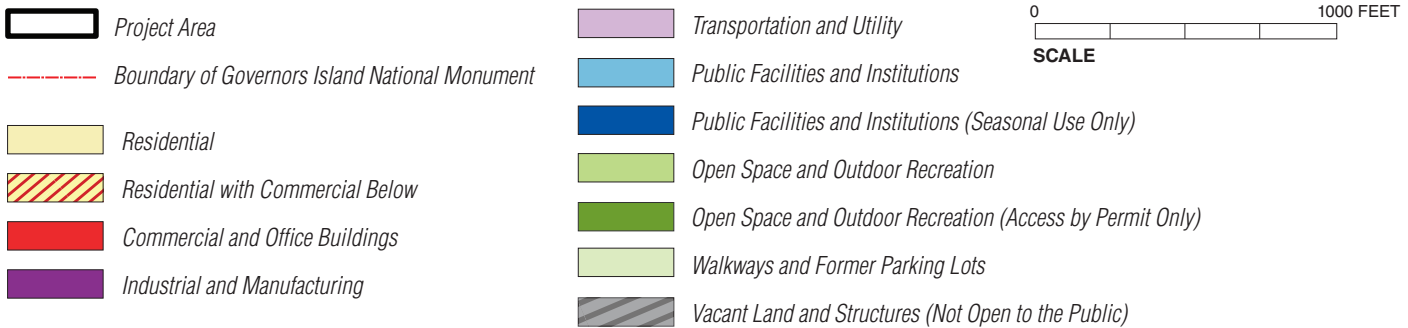 Project Area
Boundary of Governors Island National Monument
Residential
Residential with Commercial Below
Commercial and Office Buildings
Industrial and Manufacturing
Transportation and Utility
Public Facilities and Institutions
Public Facilities and Institutions (Seasonal Use Only)
Open Space and Outdoor Recreation
Open Space and Outdoor Recreation (Access by Permit Only)
Walkways and Former Parking Lots
Vacant Land and Structures (Not Open to the Public)
0 1000 FEET
SCALE